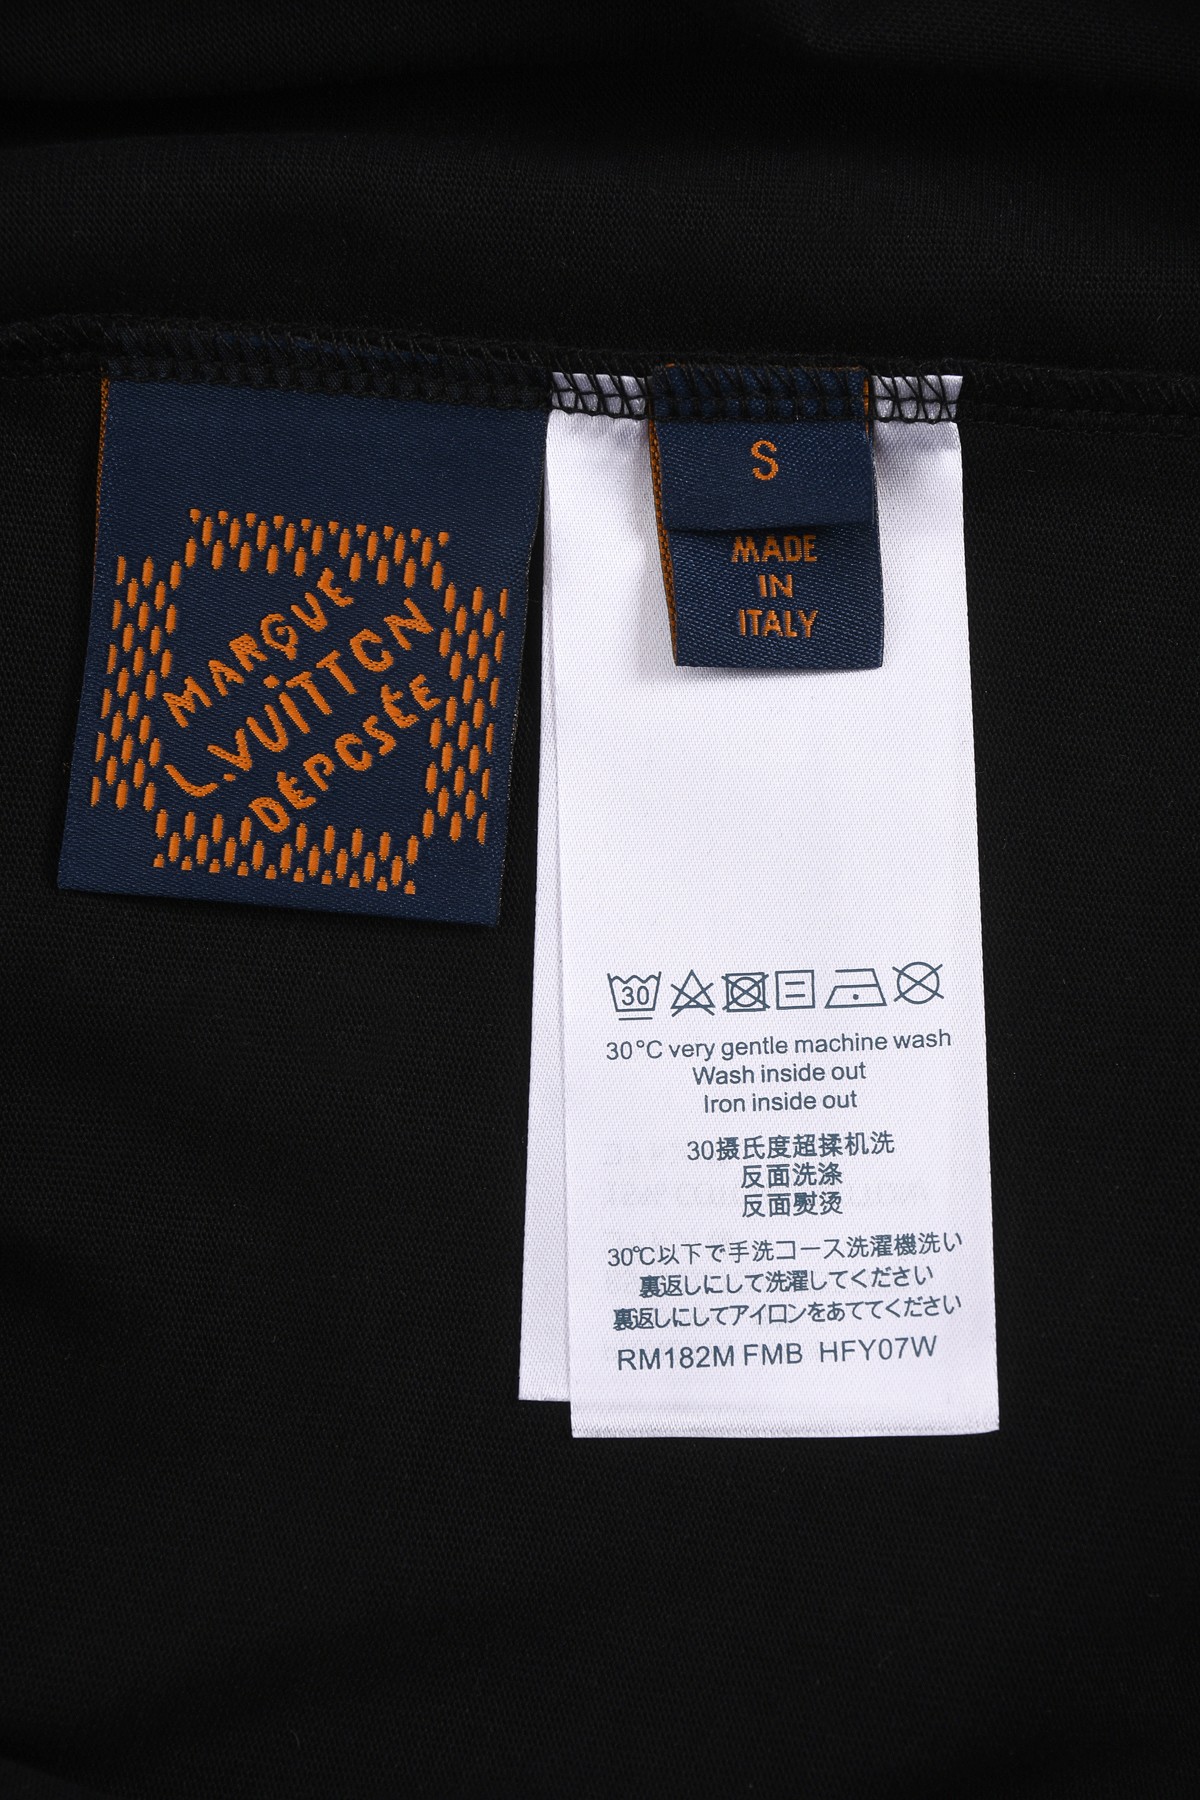 MARQUE
L.VUITTON
DÉPOSÉE
S
MADE
IN
ITALY
30
30°C very gentle machine wash
Wash inside out
Iron inside out
30摄氏度超揉机洗
反面洗涤
反面熨烫
30℃以下で手洗コース洗濯機洗い
裏返しにして洗濯してください
裏返しにしてアイロンをあててください
RM182M FMB HFY07W